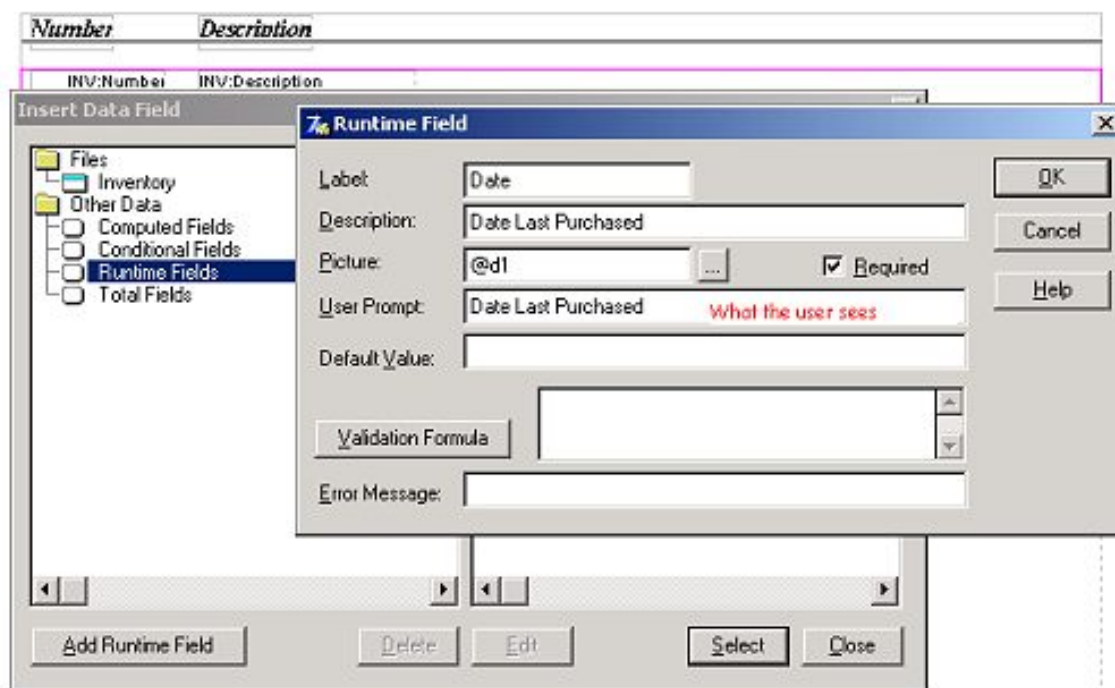 Number Description
INV:Number INV:Description
Insert Data Field
Runtime Field
Files
Inventory
Other Data
Computed Fields
Conditional Fields
Runtime Fields
Total Fields
Label: Date
Description: Date Last Purchased
Picture: @d1 ... Required
User Prompt: Date Last Purchased What the user sees
Default Value:
Validation Formula
Error Message:
OK
Cancel
Help
Add Runtime Field Delete Edit Select Close